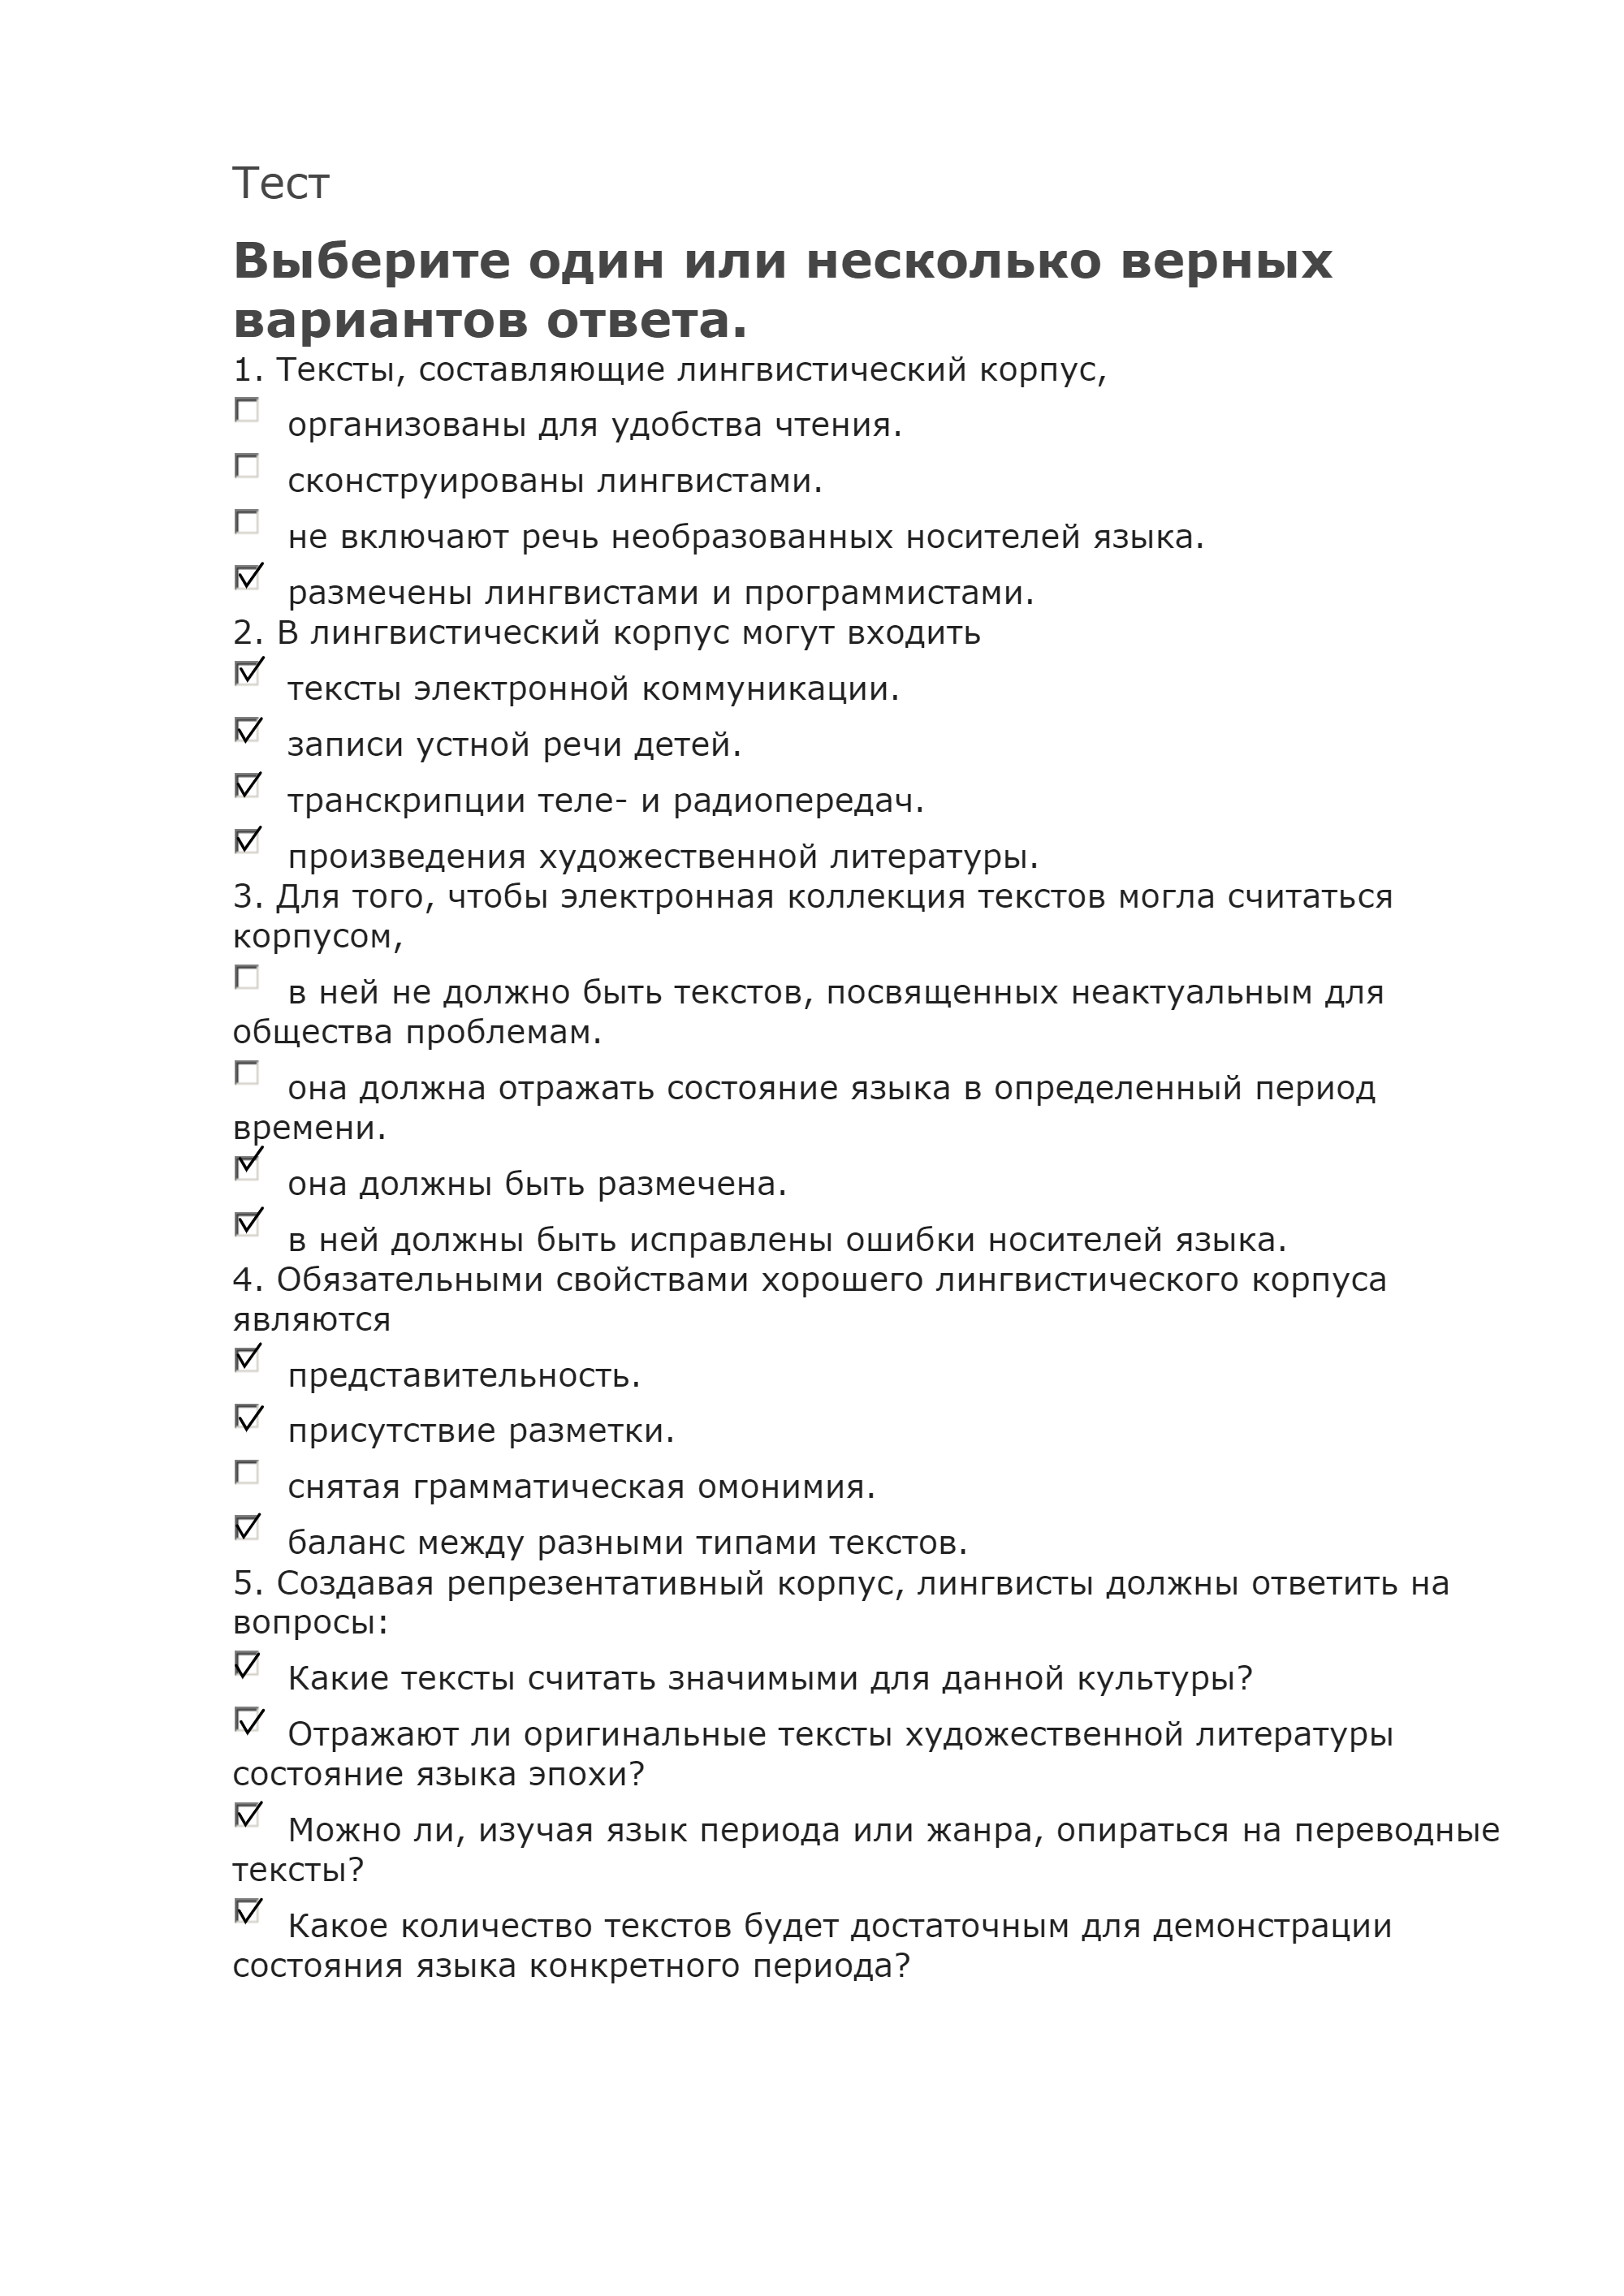 Тест
Выберите один или несколько верных
вариантов ответа.
1. Тексты, составляющие лингвистический корпус,
организованы для удобства чтения.
сконструированы лингвистами.
не включают речь необразованных носителей языка.
размечены лингвистами и программистами.
2. В лингвистический корпус могут входить
тексты электронной коммуникации.
записи устной речи детей.
транскрипции теле- и радиопередач.
произведения художественной литературы.
3. Для того, чтобы электронная коллекция текстов могла считаться
корпусом,
в ней не должно быть текстов, посвященных неактуальным для
общества проблемам.
она должна отражать состояние языка в определенный период
времени.
она должны быть размечена.
в ней должны быть исправлены ошибки носителей языка.
4. Обязательными свойствами хорошего лингвистического корпуса
являются
представительность.
присутствие разметки.
снятая грамматическая омонимия.
баланс между разными типами текстов.
5. Создавая репрезентативный корпус, лингвисты должны ответить на
вопросы:
Какие тексты считать значимыми для данной культуры?
Отражают ли оригинальные тексты художественной литературы
состояние языка эпохи?
Можно ли, изучая язык периода или жанра, опираться на переводные
тексты?
Какое количество текстов будет достаточным для демонстрации
состояния языка конкретного периода?